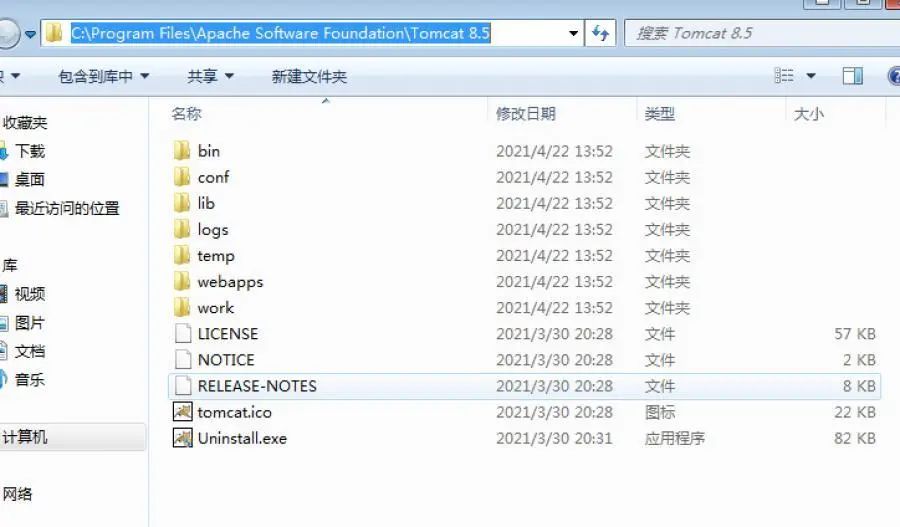 C:\Program Files\Apache Software Foundation\Tomcat 8.5
搜索 Tomcat 8.5
包含到库中 共享 新建文件夹
名称 修改日期 类型 大小
收藏夹
下载
桌面
最近访问的位置
库
视频
图片
文档
音乐
计算机
网络
bin 2021/4/22 13:52 文件夹
conf 2021/4/22 13:52 文件夹
lib 2021/4/22 13:52 文件夹
logs 2021/4/22 13:52 文件夹
temp 2021/4/22 13:52 文件夹
webapps 2021/4/22 13:52 文件夹
work 2021/4/22 13:52 文件夹
LICENSE 2021/3/30 20:28 文件 57 KB
NOTICE 2021/3/30 20:28 文件 2 KB
RELEASE-NOTES 2021/3/30 20:28 文件 8 KB
tomcat.ico 2021/3/30 20:28 图标 22 KB
Uninstall.exe 2021/3/30 20:31 应用程序 82 KB